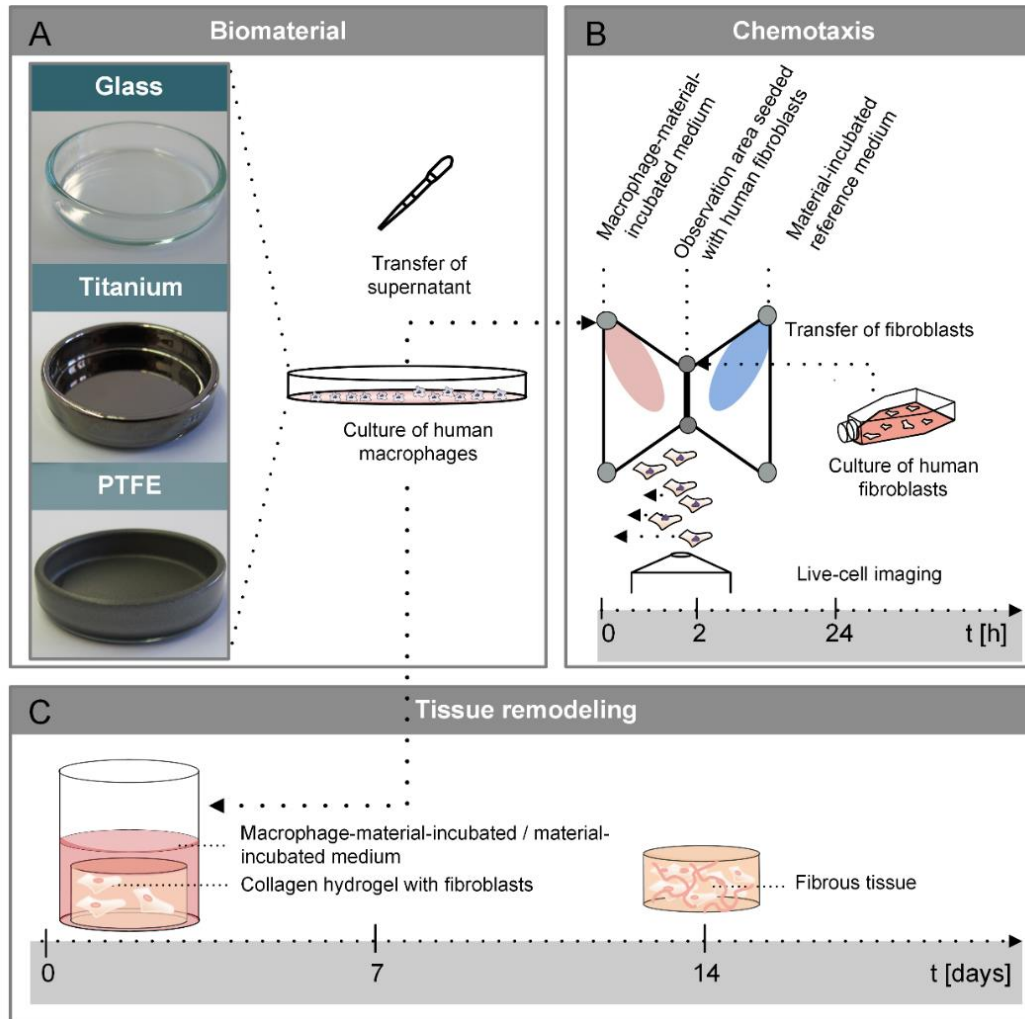 A
Biomaterial
Glass
Titanium
PTFE
Transfer of
supernatant
Culture of human
macrophages
B
Chemotaxis
Macrophage-material-
incubated medium
Observation area seeded
with human fibroblasts
Material-incubated
reference medium
Transfer of fibroblasts
Culture of human
fibroblasts
Live-cell imaging
0 2 24 t [h]
C
Tissue remodeling
Macrophage-material-incubated / material-
incubated medium
Collagen hydrogel with fibroblasts
Fibrous tissue
0 7 14 t [days]